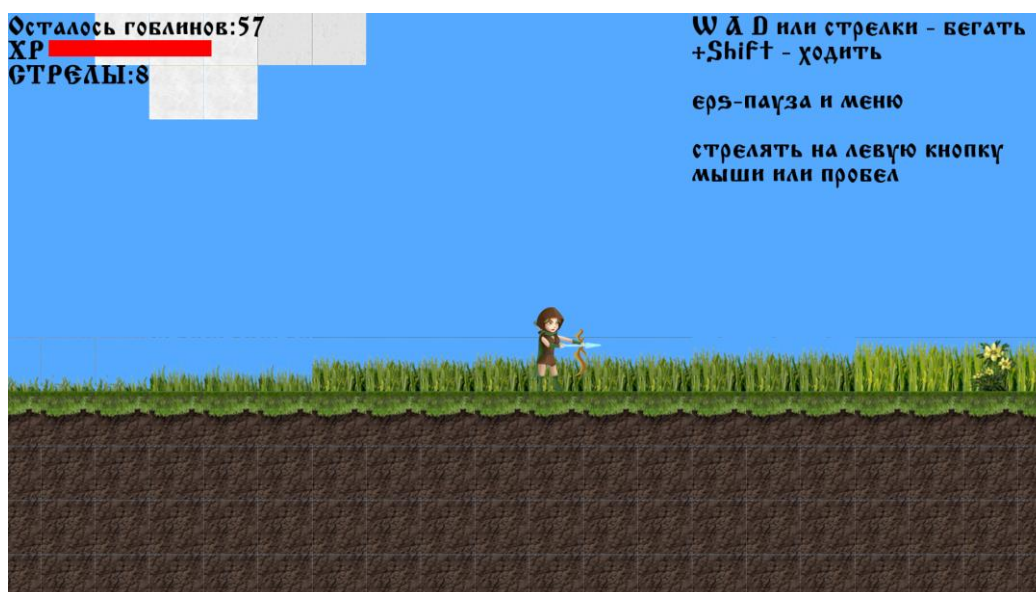 Осталось гоблинов:57
ХР
СТРЕЛЫ:8
W A D или стрелки - бегать
+Shift - ходить
eps-пауза и меню
стрелять на левую кнопку
мыши или пробел